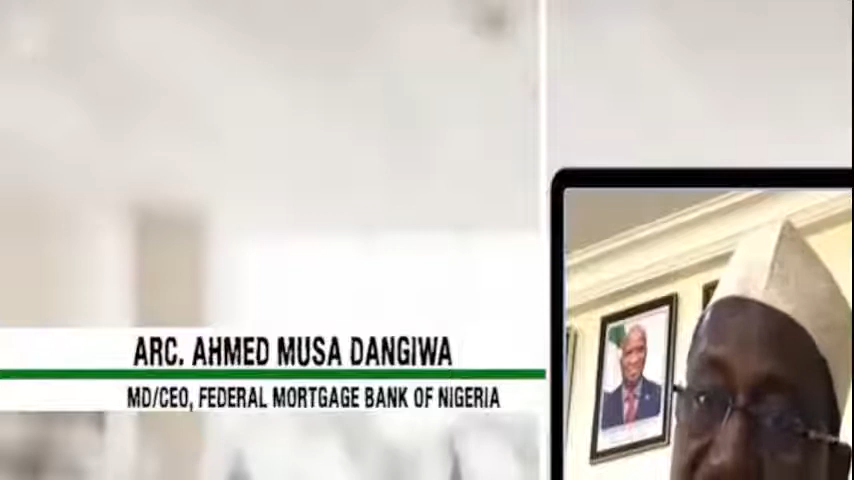 ARC. AHMED MUSA DANGIWA
MD/CEO, FEDERAL MORTGAGE BANK OF NIGERIA